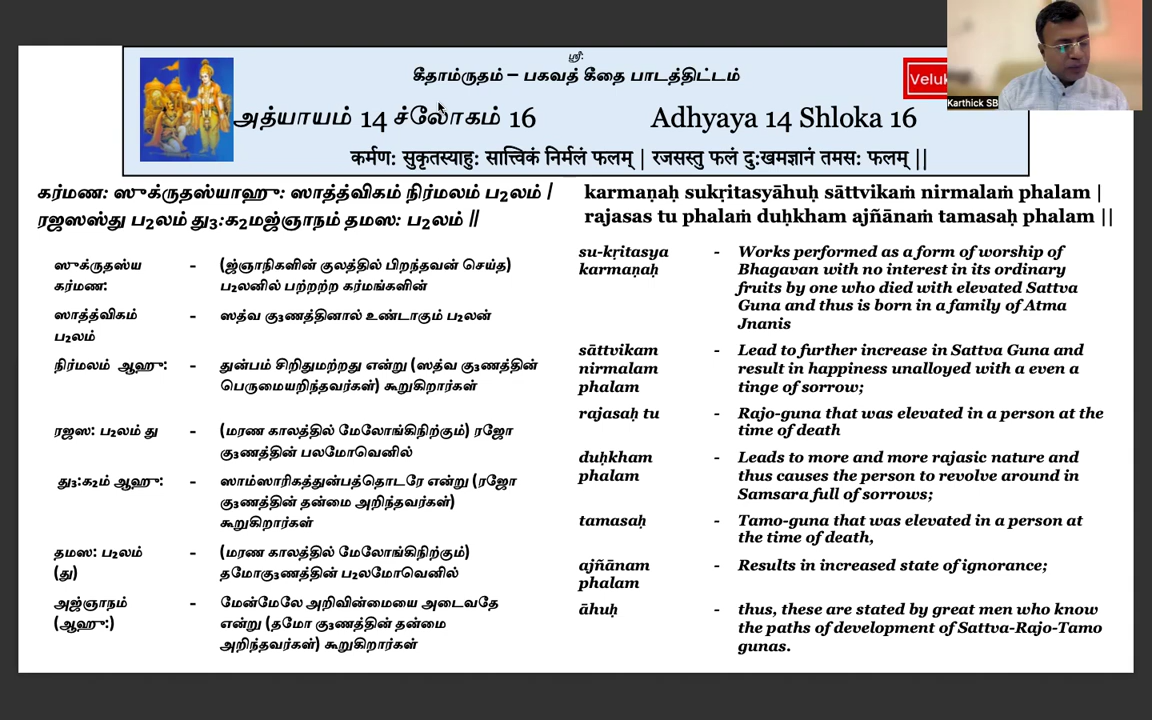 ஸ்ரீ:
கீதாம்ருதம் – பகவத் கீதை பாடத்திட்டம்
அத்யாயம் 14 ச்லோகம் 16
Adhyaya 14 Shloka 16
कर्मण: सुकृतस्याहु: सात्त्विकं निर्मलं फलम् | रजसस्तु फलं दु:खमज्ञानं तमस: फलम् ||
Veluk
Karthick SB
கர்மண: ஸுக்ருதஸ்யாஹு: ஸாத்த்விகம் நிர்மலம் ப₂லம் /
ரஜஸஸ்து ப₂லம் து₃:க₂மஜ்ஞாநம் தமஸ: ப₂லம் //
ஸுக்ருதஸ்ய - (ஜ்ஞாநிகளின் குலத்தில் பிறந்தவன் செய்த)
கர்மண: ப₂லனில் பற்றற்ற கர்மங்களின்
ஸாத்த்விகம் - ஸத்வ கு₃ணத்தினால் உண்டாகும் ப₂லன்
ப₂லம்
நிர்மலம் ஆஹு: - துன்பம் சிறிதுமற்றது என்று (ஸத்வ கு₃ணத்தின்
பெருமையறிந்தவர்கள்) கூறுகிறார்கள்
ரஜஸ: ப₂லம் து - (மரண காலத்தில் மேலோங்கிநிற்கும்) ரஜோ
கு₃ணத்தின் பலமோவெனில்
து₃:க₂ம் ஆஹு: - ஸாம்ஸாரிகத்துன்பத்தொடரே என்று (ரஜோ
கு₃ணத்தின் தன்மை அறிந்தவர்கள்)
கூறுகிறார்கள்
தமஸ: ப₂லம் - (மரண காலத்தில் மேலோங்கிநிற்கும்)
(து) தமோகு₃ணத்தின் ப₂லமோவெனில்
அஜ்ஞாநம் - மேன்மேலே அறிவின்மையை அடைவதே
(ஆஹு:) என்று (தமோ கு₃ணத்தின் தன்மை
அறிந்தவர்கள்) கூறுகிறார்கள்
karmaṇaḥ sukṛitasyāhuḥ sāttvikaṁ nirmalaṁ phalam |
rajasas tu phalaṁ duḥkham ajñānaṁ tamasaḥ phalam ||
su-kṛitasya - Works performed as a form of worship of
karmaṇaḥ Bhagavan with no interest in its ordinary
fruits by one who died with elevated Sattva
Guna and thus is born in a family of Atma
Jnanis
sāttvikam - Lead to further increase in Sattva Guna and
nirmalam result in happiness unalloyed with a even a
phalam tinge of sorrow;
rajasaḥ tu - Rajo-guna that was elevated in a person at the
time of death
duḥkham - Leads to more and more rajasic nature and
phalam thus causes the person to revolve around in
Samsara full of sorrows;
tamasaḥ - Tamo-guna that was elevated in a person at
the time of death,
ajñānam - Results in increased state of ignorance;
phalam
āhuḥ - thus, these are stated by great men who know
the paths of development of Sattva-Rajo-Tamo
gunas.